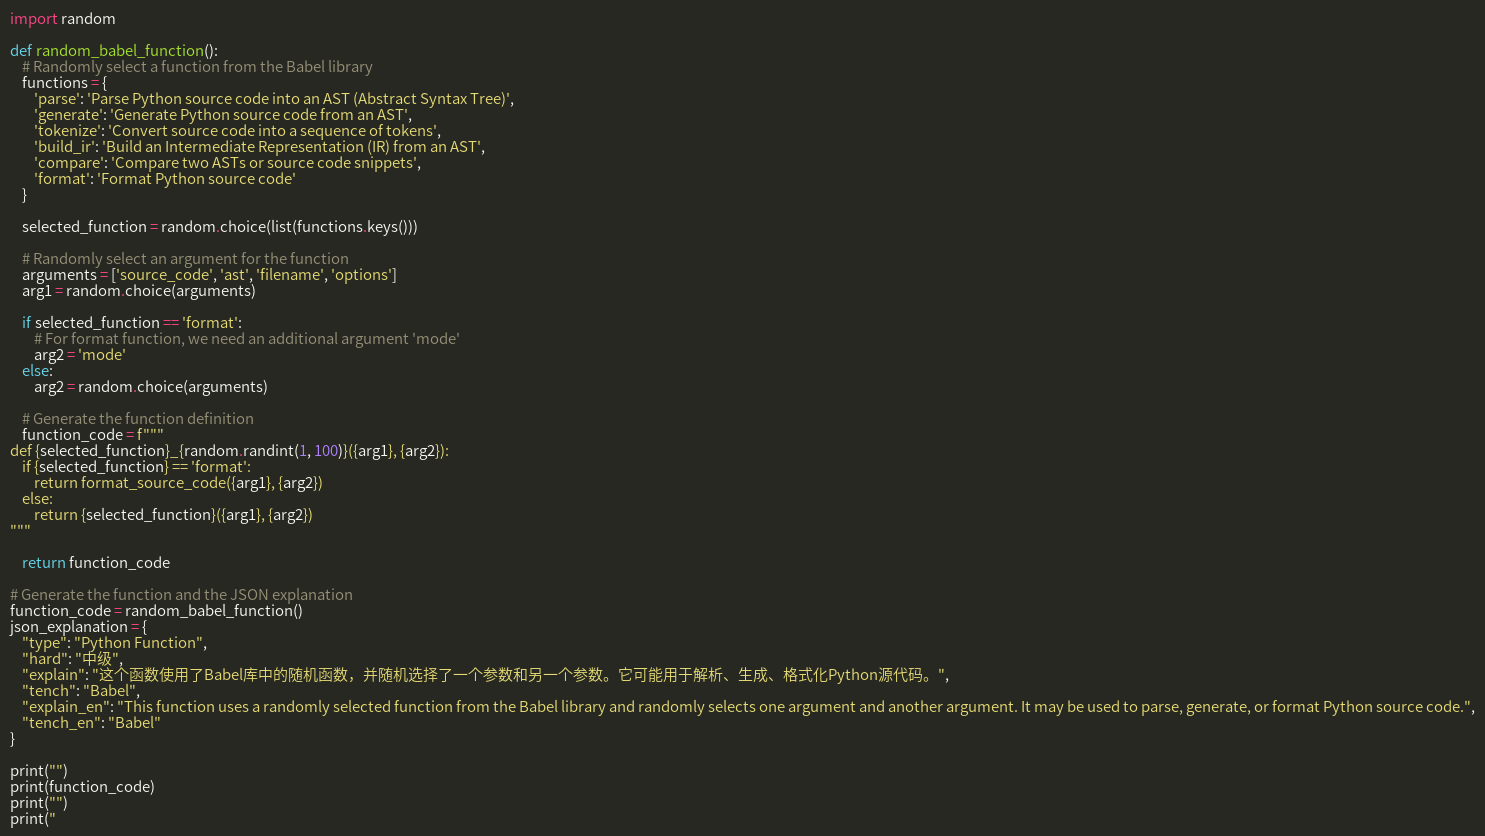 import random
def random_babel_function():
    # Randomly select a function from the Babel library
    functions = {
        'parse': 'Parse Python source code into an AST (Abstract Syntax Tree)',
        'generate': 'Generate Python source code from an AST',
        'tokenize': 'Convert source code into a sequence of tokens',
        'build_ir': 'Build an Intermediate Representation (IR) from an AST',
        'compare': 'Compare two ASTs or source code snippets',
        'format': 'Format Python source code'
    }
    selected_function = random.choice(list(functions.keys()))
    # Randomly select an argument for the function
    arguments = ['source_code', 'ast', 'filename', 'options']
    arg1 = random.choice(arguments)
    if selected_function == 'format':
        # For format function, we need an additional argument 'mode'
        arg2 = 'mode'
    else:
        arg2 = random.choice(arguments)
    # Generate the function definition
    function_code = f"""
def {selected_function}_{random.randint(1, 100)}({arg1}, {arg2}):
    if {selected_function} == 'format':
        return format_source_code({arg1}, {arg2})
    else:
        return {selected_function}({arg1}, {arg2})
"""
    return function_code
# Generate the function and the JSON explanation
function_code = random_babel_function()
json_explanation = {
    "type": "Python Function",
    "hard": "中级",
    "explain": "这个函数使用了Babel库中的随机函数，并随机选择了一个参数和另一个参数。它可能用于解析、生成、格式化Python源代码。",
    "tench": "Babel",
    "explain_en": "This function uses a randomly selected function from the Babel library and randomly selects one argument and another argument. It may be used to parse, generate, or format Python source code.",
    "tench_en": "Babel"
}
print("")
print(function_code)
print("")
print("